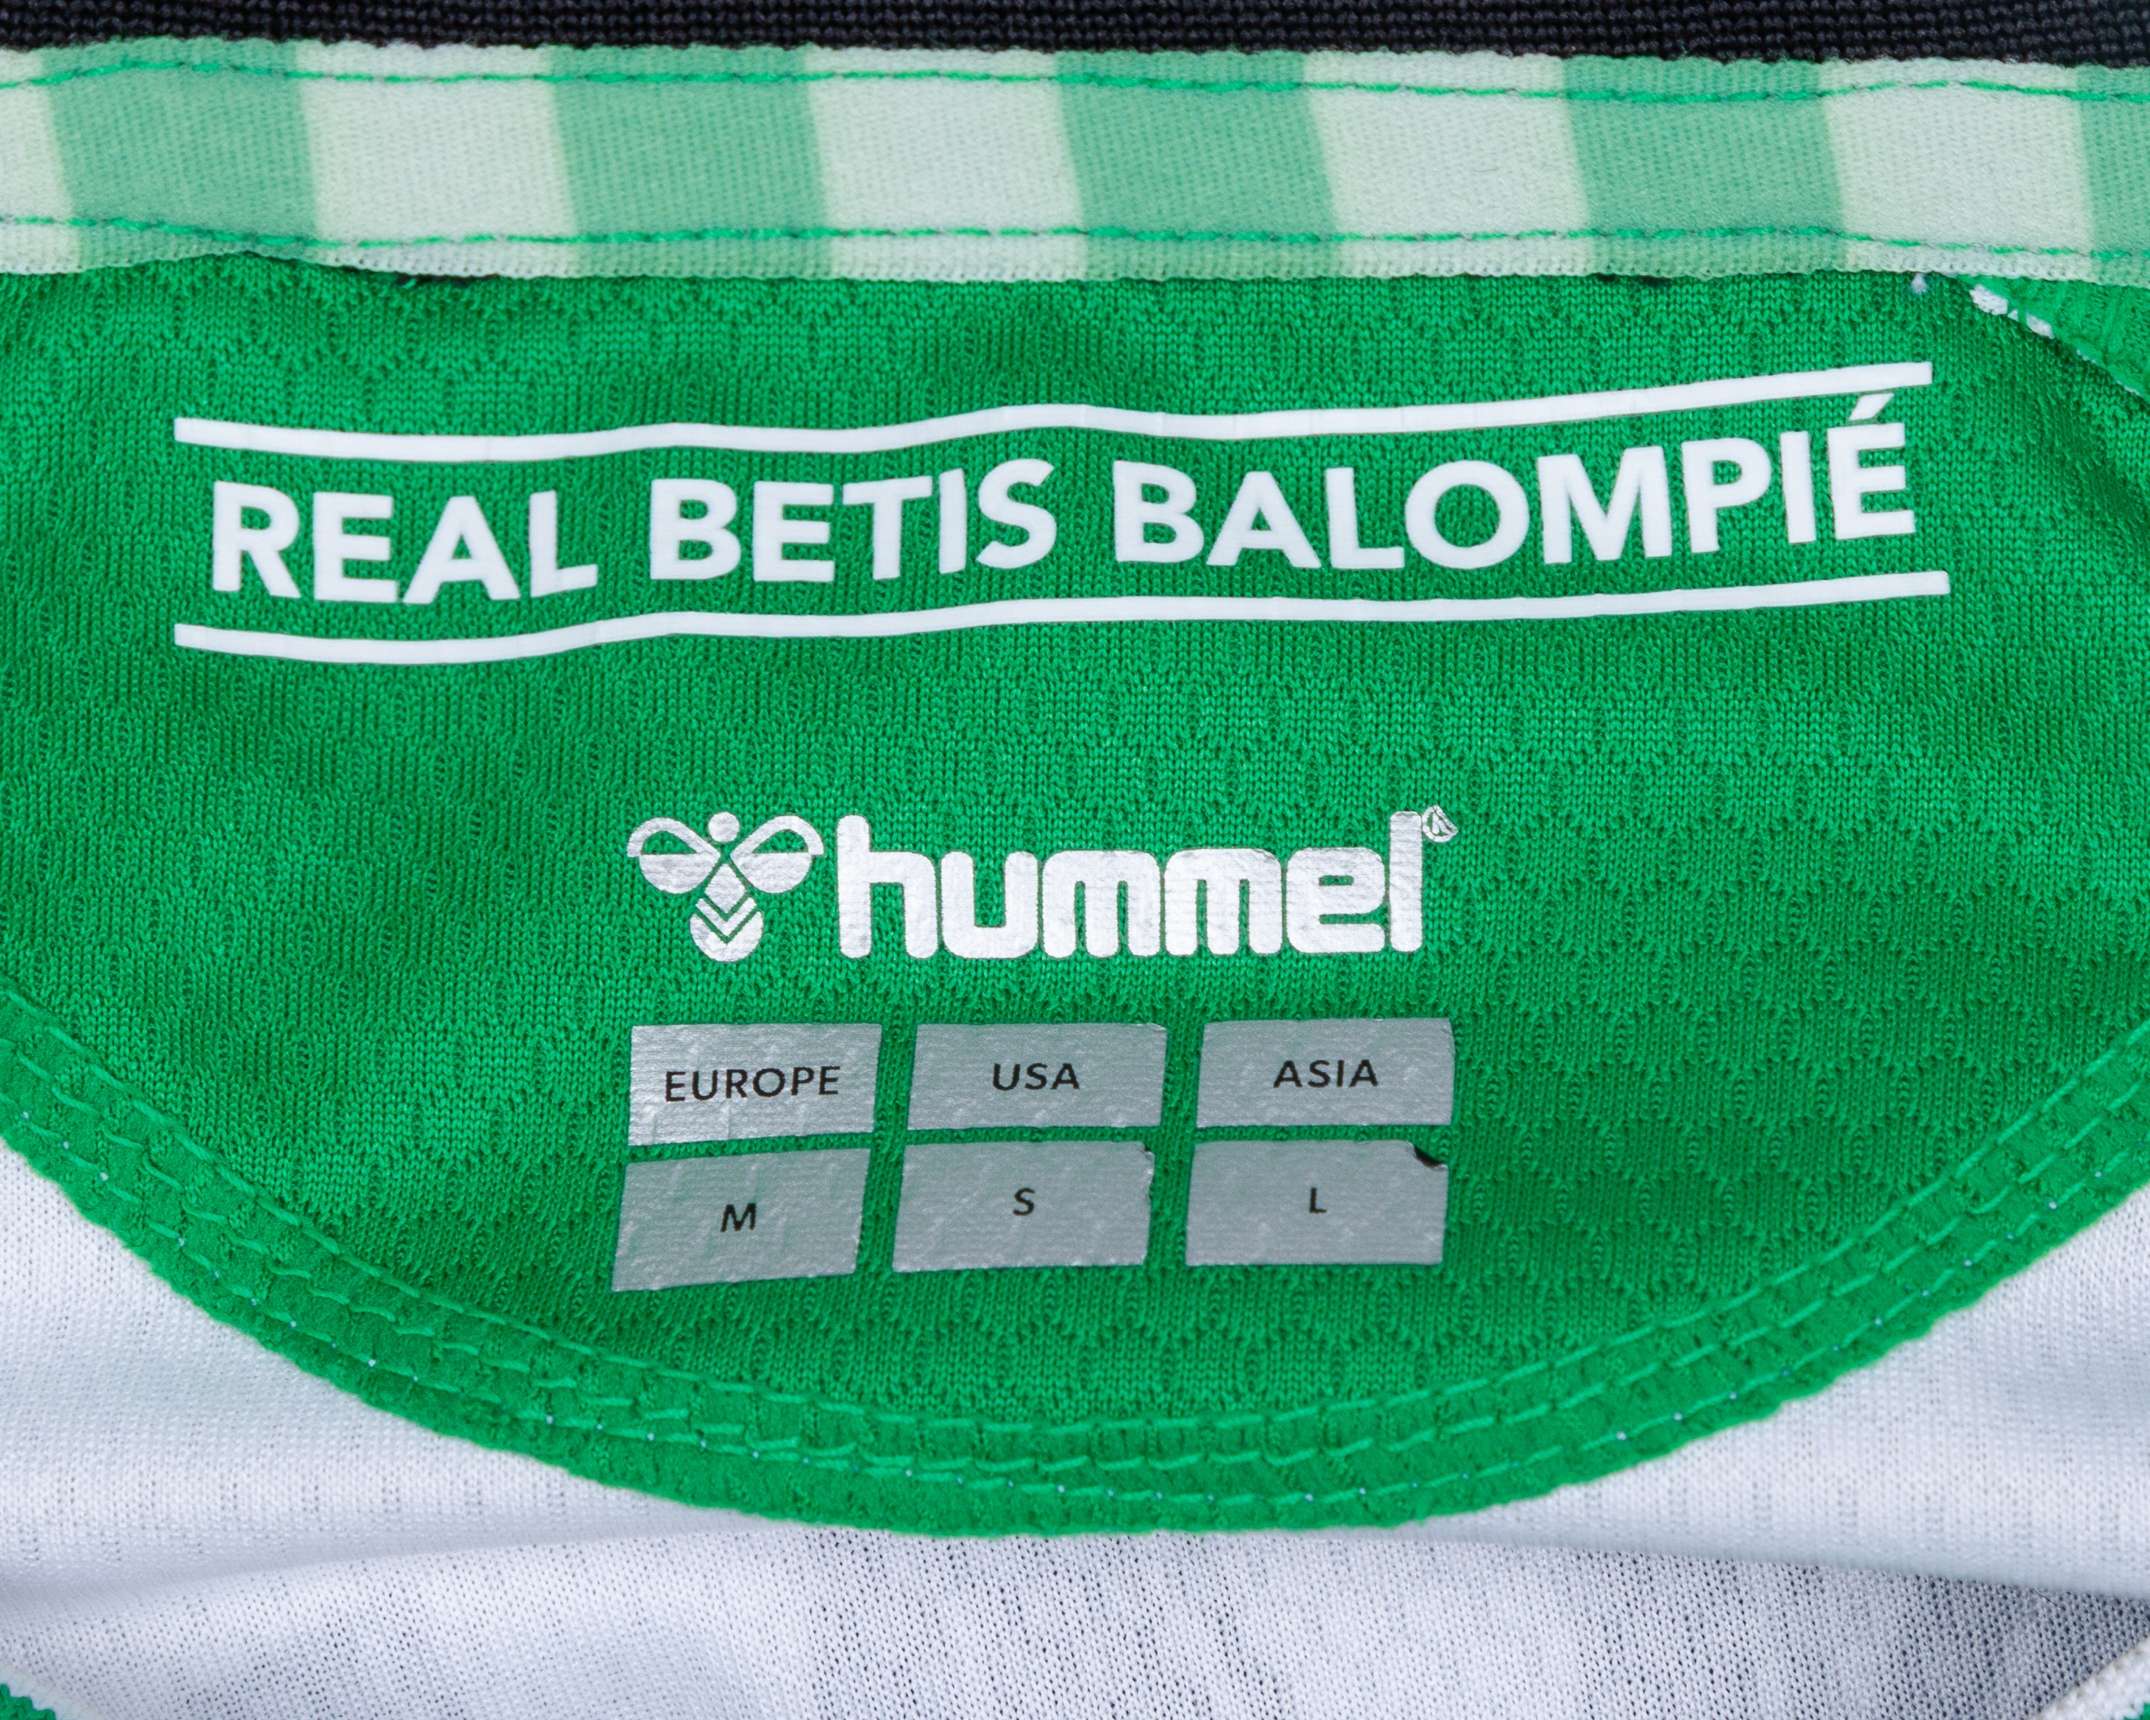 REAL BETIS BALOMPIÉ
hummel®
EUROPE USA ASIA
M S L